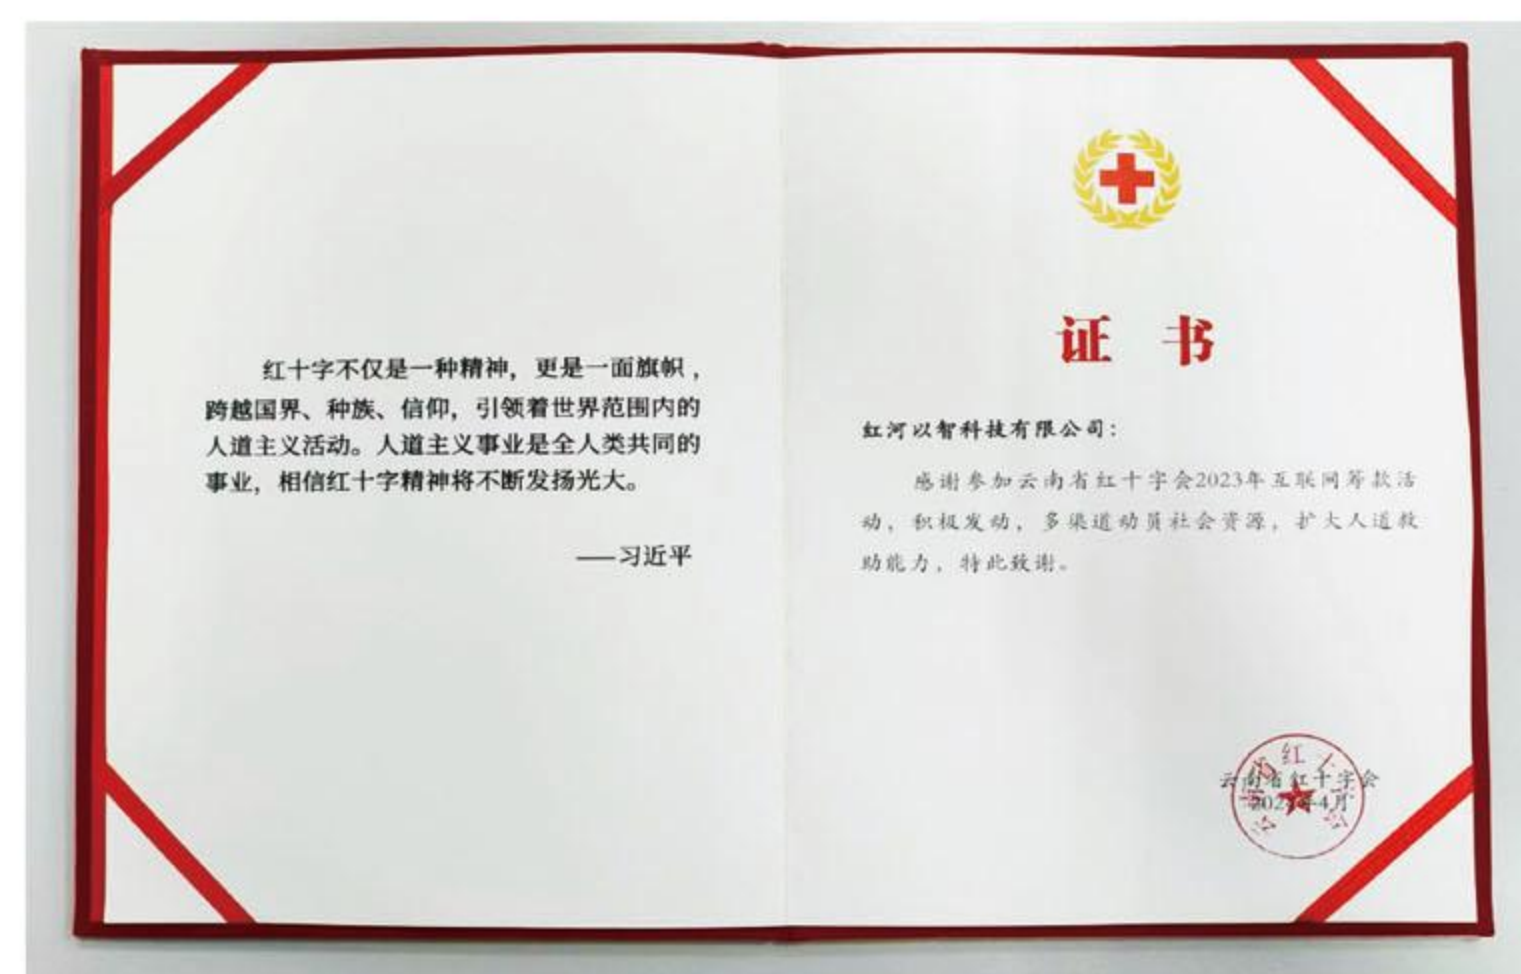 红十字不仅是一种精神，更是一面旗帜，
跨越国界、种族、信仰，引领着世界范围内的
人道主义活动。人道主义事业是全人类共同的
事业，相信红十字精神将不断发扬光大。
——习近平
证书
红河以智科技有限公司：
感谢参加云南省红十字会2023年互联网筹款活
动，积极发动，多渠道动员社会资源，扩大人道救
助能力，特此致谢。
云南省红十字会
年4月